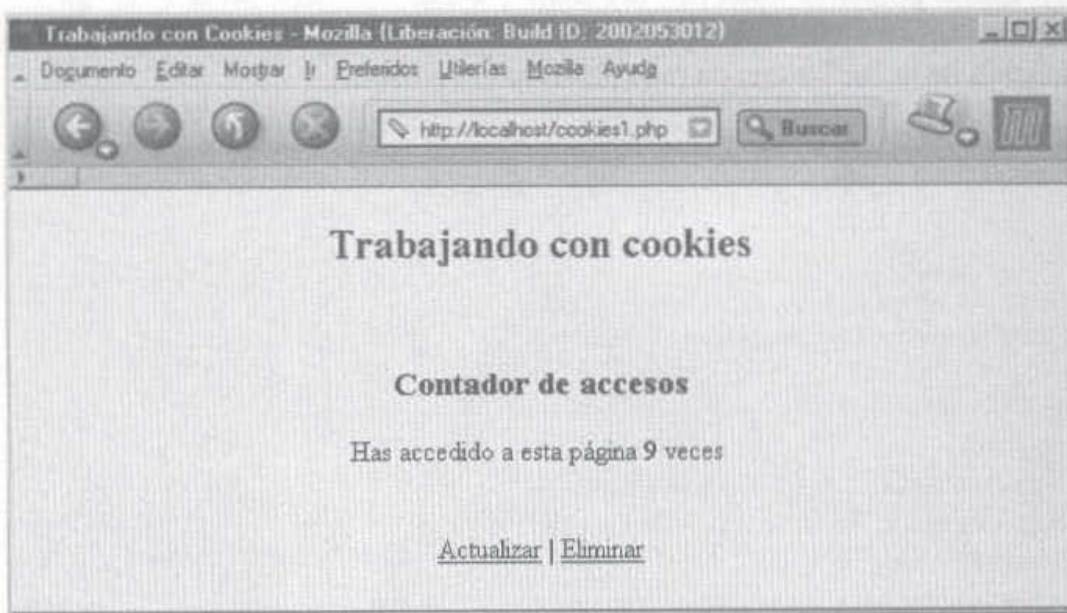 Trabajando con Cookies - Mozilla {Liberación: Build ID: 2002053012}
Documento Editar Mostrar Ir Preferidos Utilerías Mozilla Ayuda
http://localhost/cookies1.php Buscar
Trabajando con cookies
Contador de accesos
Has accedido a esta página 9 veces
Actualizar | Eliminar